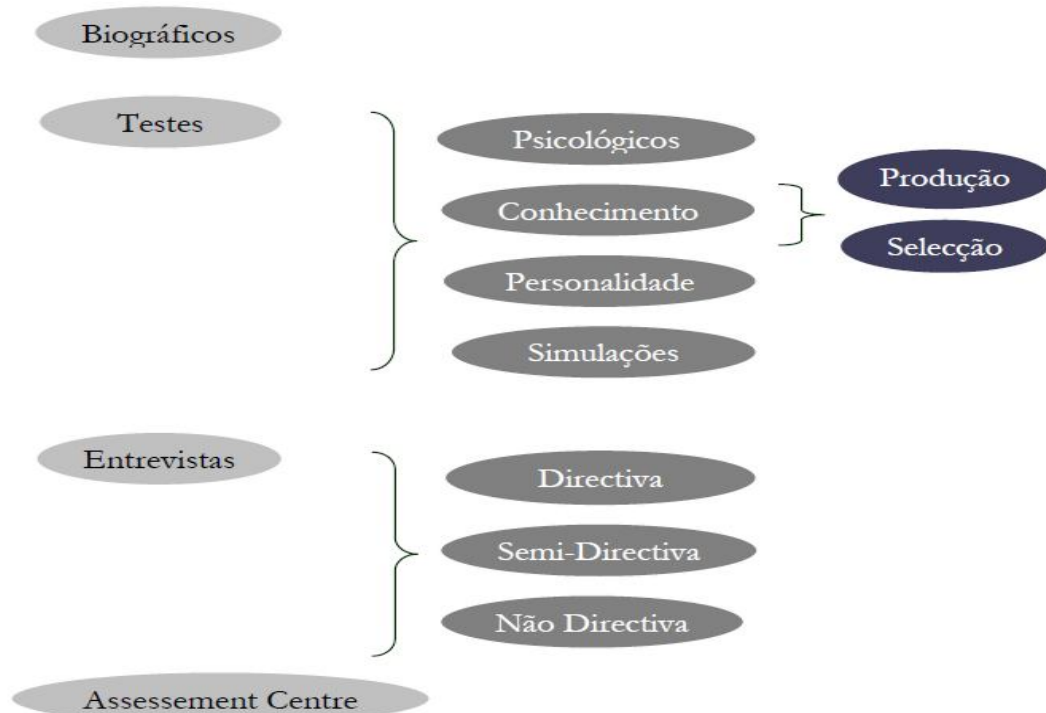 Biográficos
Testes
Psicológicos
Conhecimento
Personalidade
Simulações
Produção
Selecção
Entrevistas
Directiva
Semi-Directiva
Não Directiva
Assessement Centre